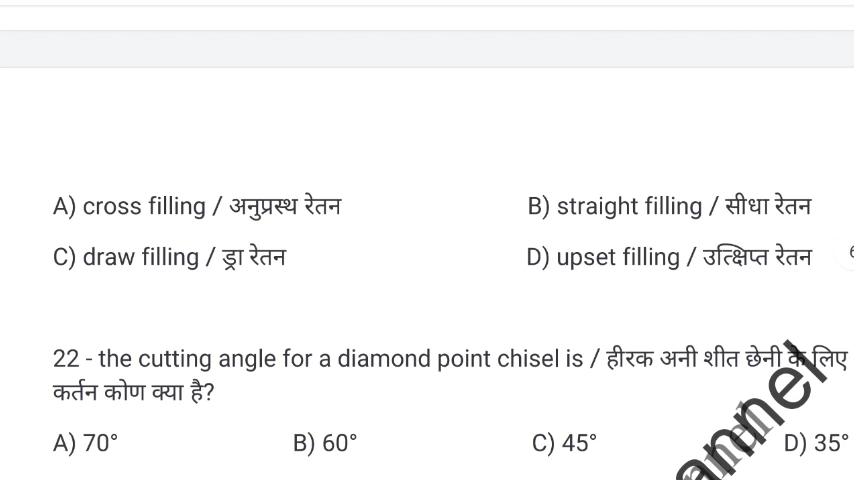 A) cross filling / अनुप्रस्थ रेतन
B) straight filling / सीधा रेतन
C) draw filling / ड्रा रेतन
D) upset filling / उत्क्षिप्त रेतन
22 - the cutting angle for a diamond point chisel is / हीरक अनी शीत छेनी के लिए
कर्तन कोण क्या है?
A) 70°
B) 60°
C) 45°
D) 35°